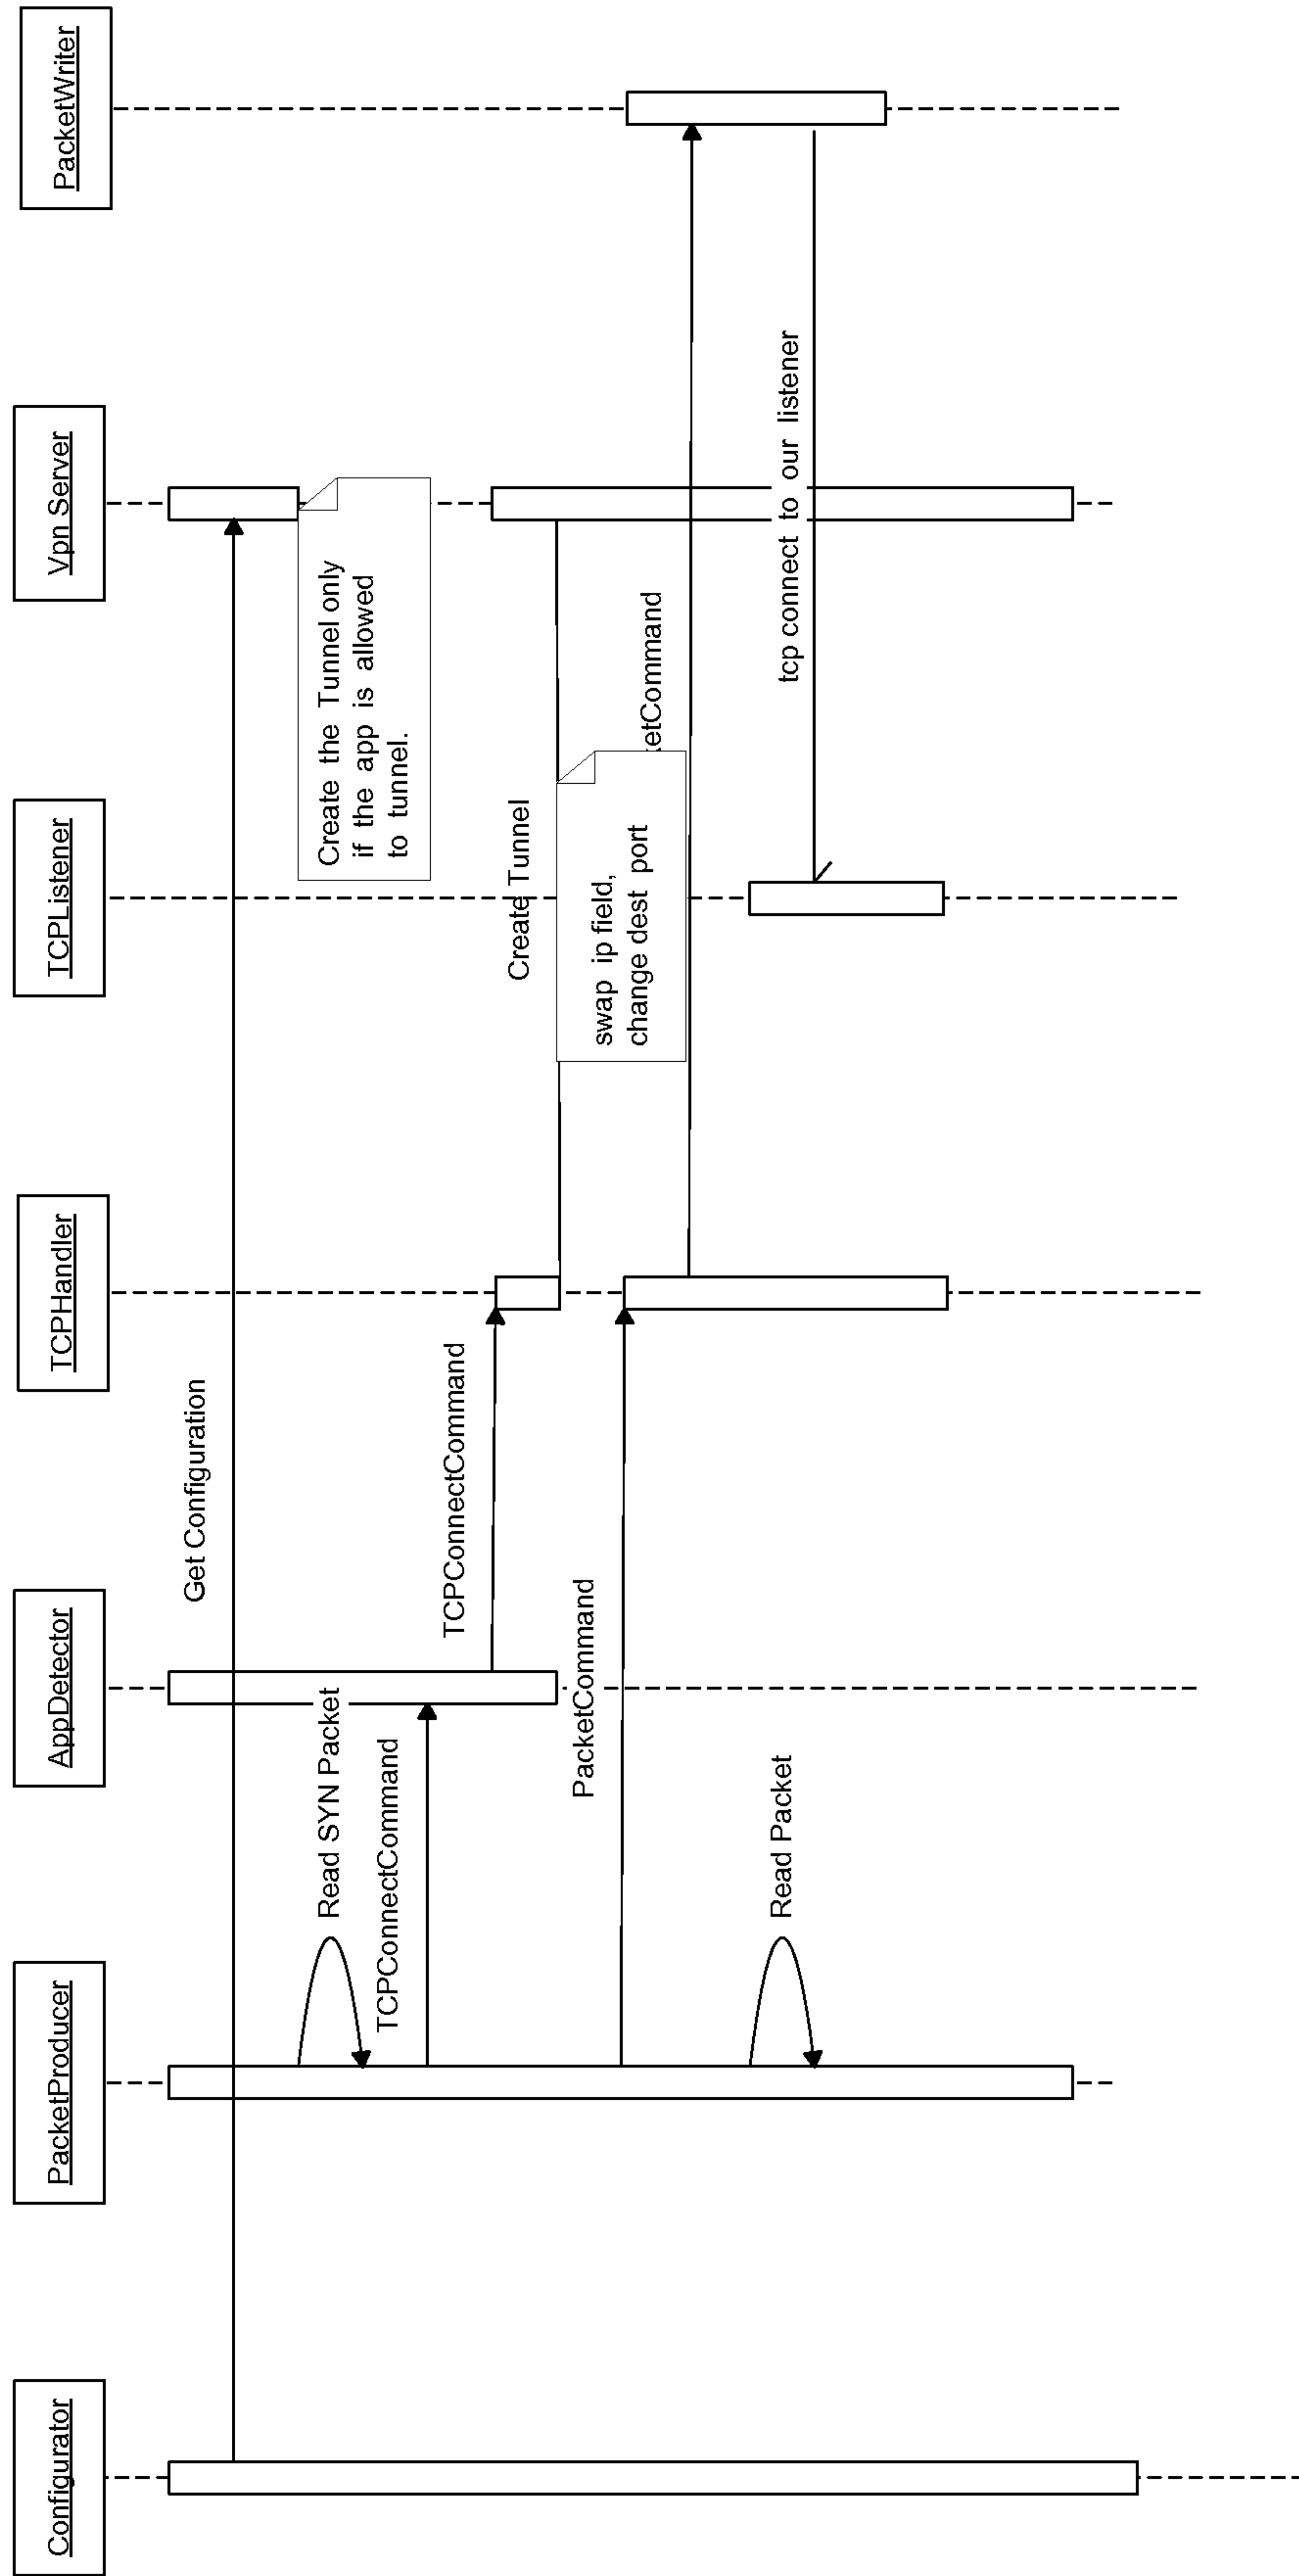 Configurator
PacketProducer
AppDetector
TCPHandler
TCPListener
Vpn Server
PacketWriter
Get Configuration
Read SYN Packet
Create the Tunnel only
if the app is allowed
to tunnel.
TCPConnectCommand
TCPConnectCommand
Create Tunnel
PacketCommand
swap ip field,
change dest port
etCommand
Read Packet
tcp connect to our listener